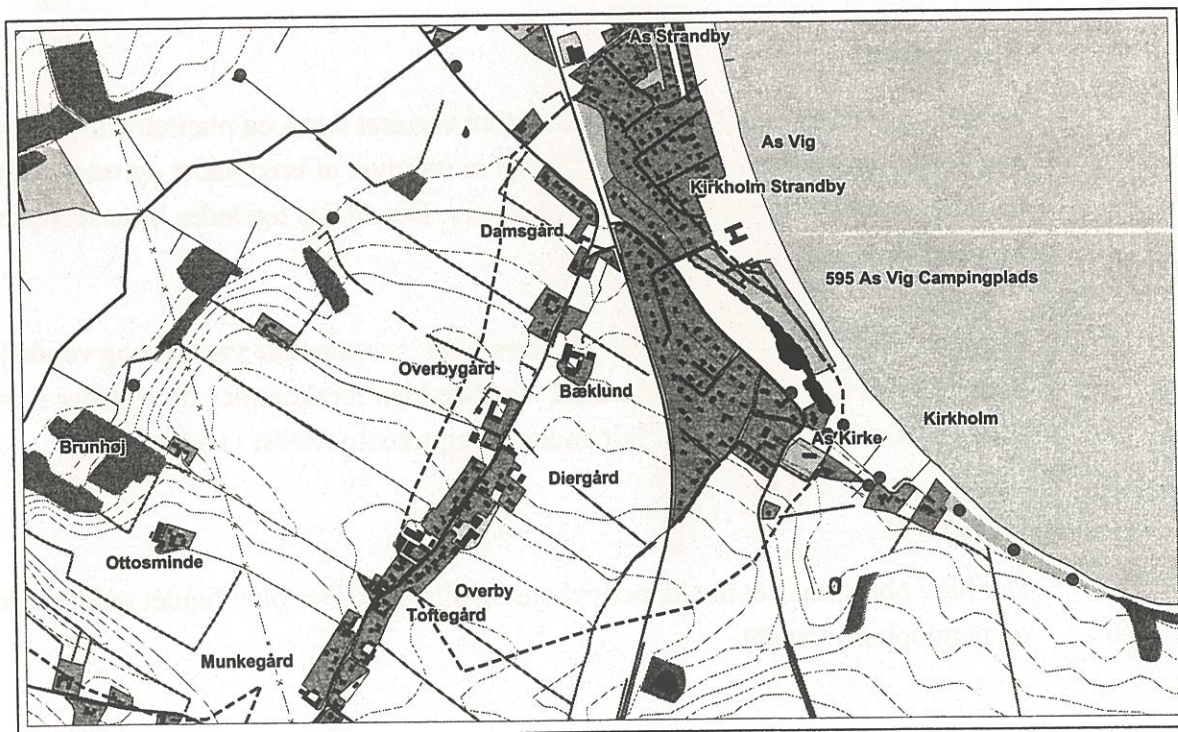 As Strandby
As Vig
Kirkholm Strandby
Damsgård
595 As Vig Campingplads
Overbygård
Bæklund
Kirkholm
As Kirke
Brunhøj
Diergård
Ottosminde
Overby
Toftegård
Munkegård